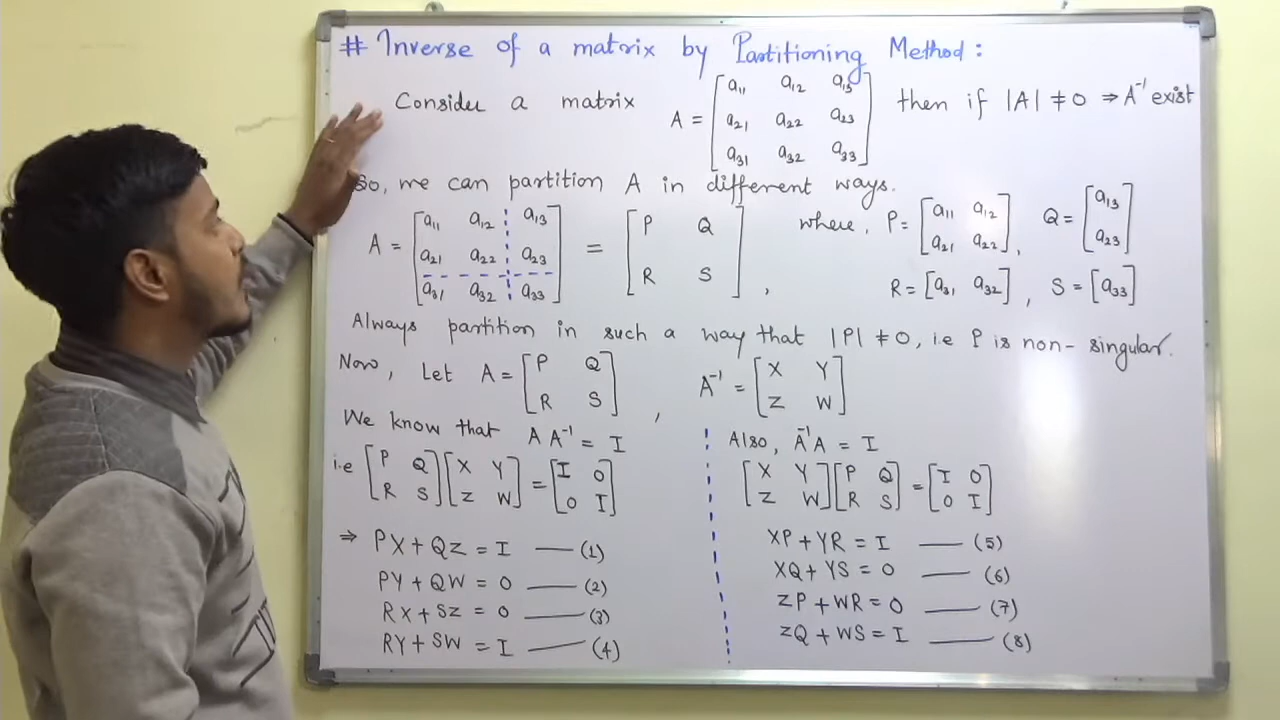 # Inverse of a matrix by Partitioning Method :
Consider a matrix A = [a11 a12 a13; a21 a22 a23; a31 a32 a33] then if |A| ≠ 0 ⇒ A⁻¹ exist
So, we can partition A in different ways.
A = [a11 a12 a13; a21 a22 a23; a31 a32 a33] = [P Q; R S], where, P = [a11 a12; a21 a22], Q = [a13; a23]
R = [a31 a32], S = [a33]
Always partition in such a way that |P| ≠ 0, i.e P is non-singular.
Now, Let A = [P Q; R S], A⁻¹ = [X Y; Z W]
We know that A A⁻¹ = I
i.e [P Q; R S][X Y; Z W] = [I 0; 0 I]
⇒ PX + QZ = I — (1)
PY + QW = 0 — (2)
RX + SZ = 0 — (3)
RY + SW = I — (4)
Also, A⁻¹A = I
[X Y; Z W][P Q; R S] = [I 0; 0 I]
XP + YR = I — (5)
XQ + YS = 0 — (6)
ZP + WR = 0 — (7)
ZQ + WS = I — (8)